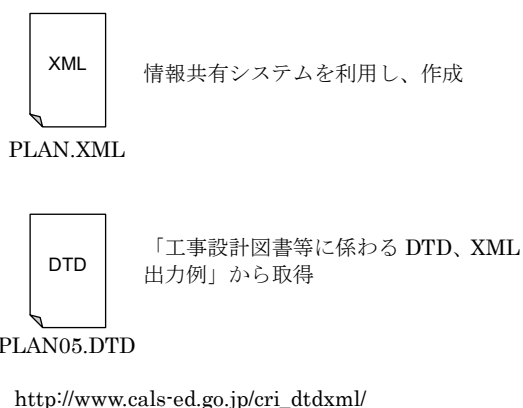 XML
情報共有システムを利用し、作成
PLAN.XML
DTD
「工事設計図書等に係わる DTD、XML
出力例」から取得
PLAN05.DTD
http://www.cals-ed.go.jp/cri_dtdxml/